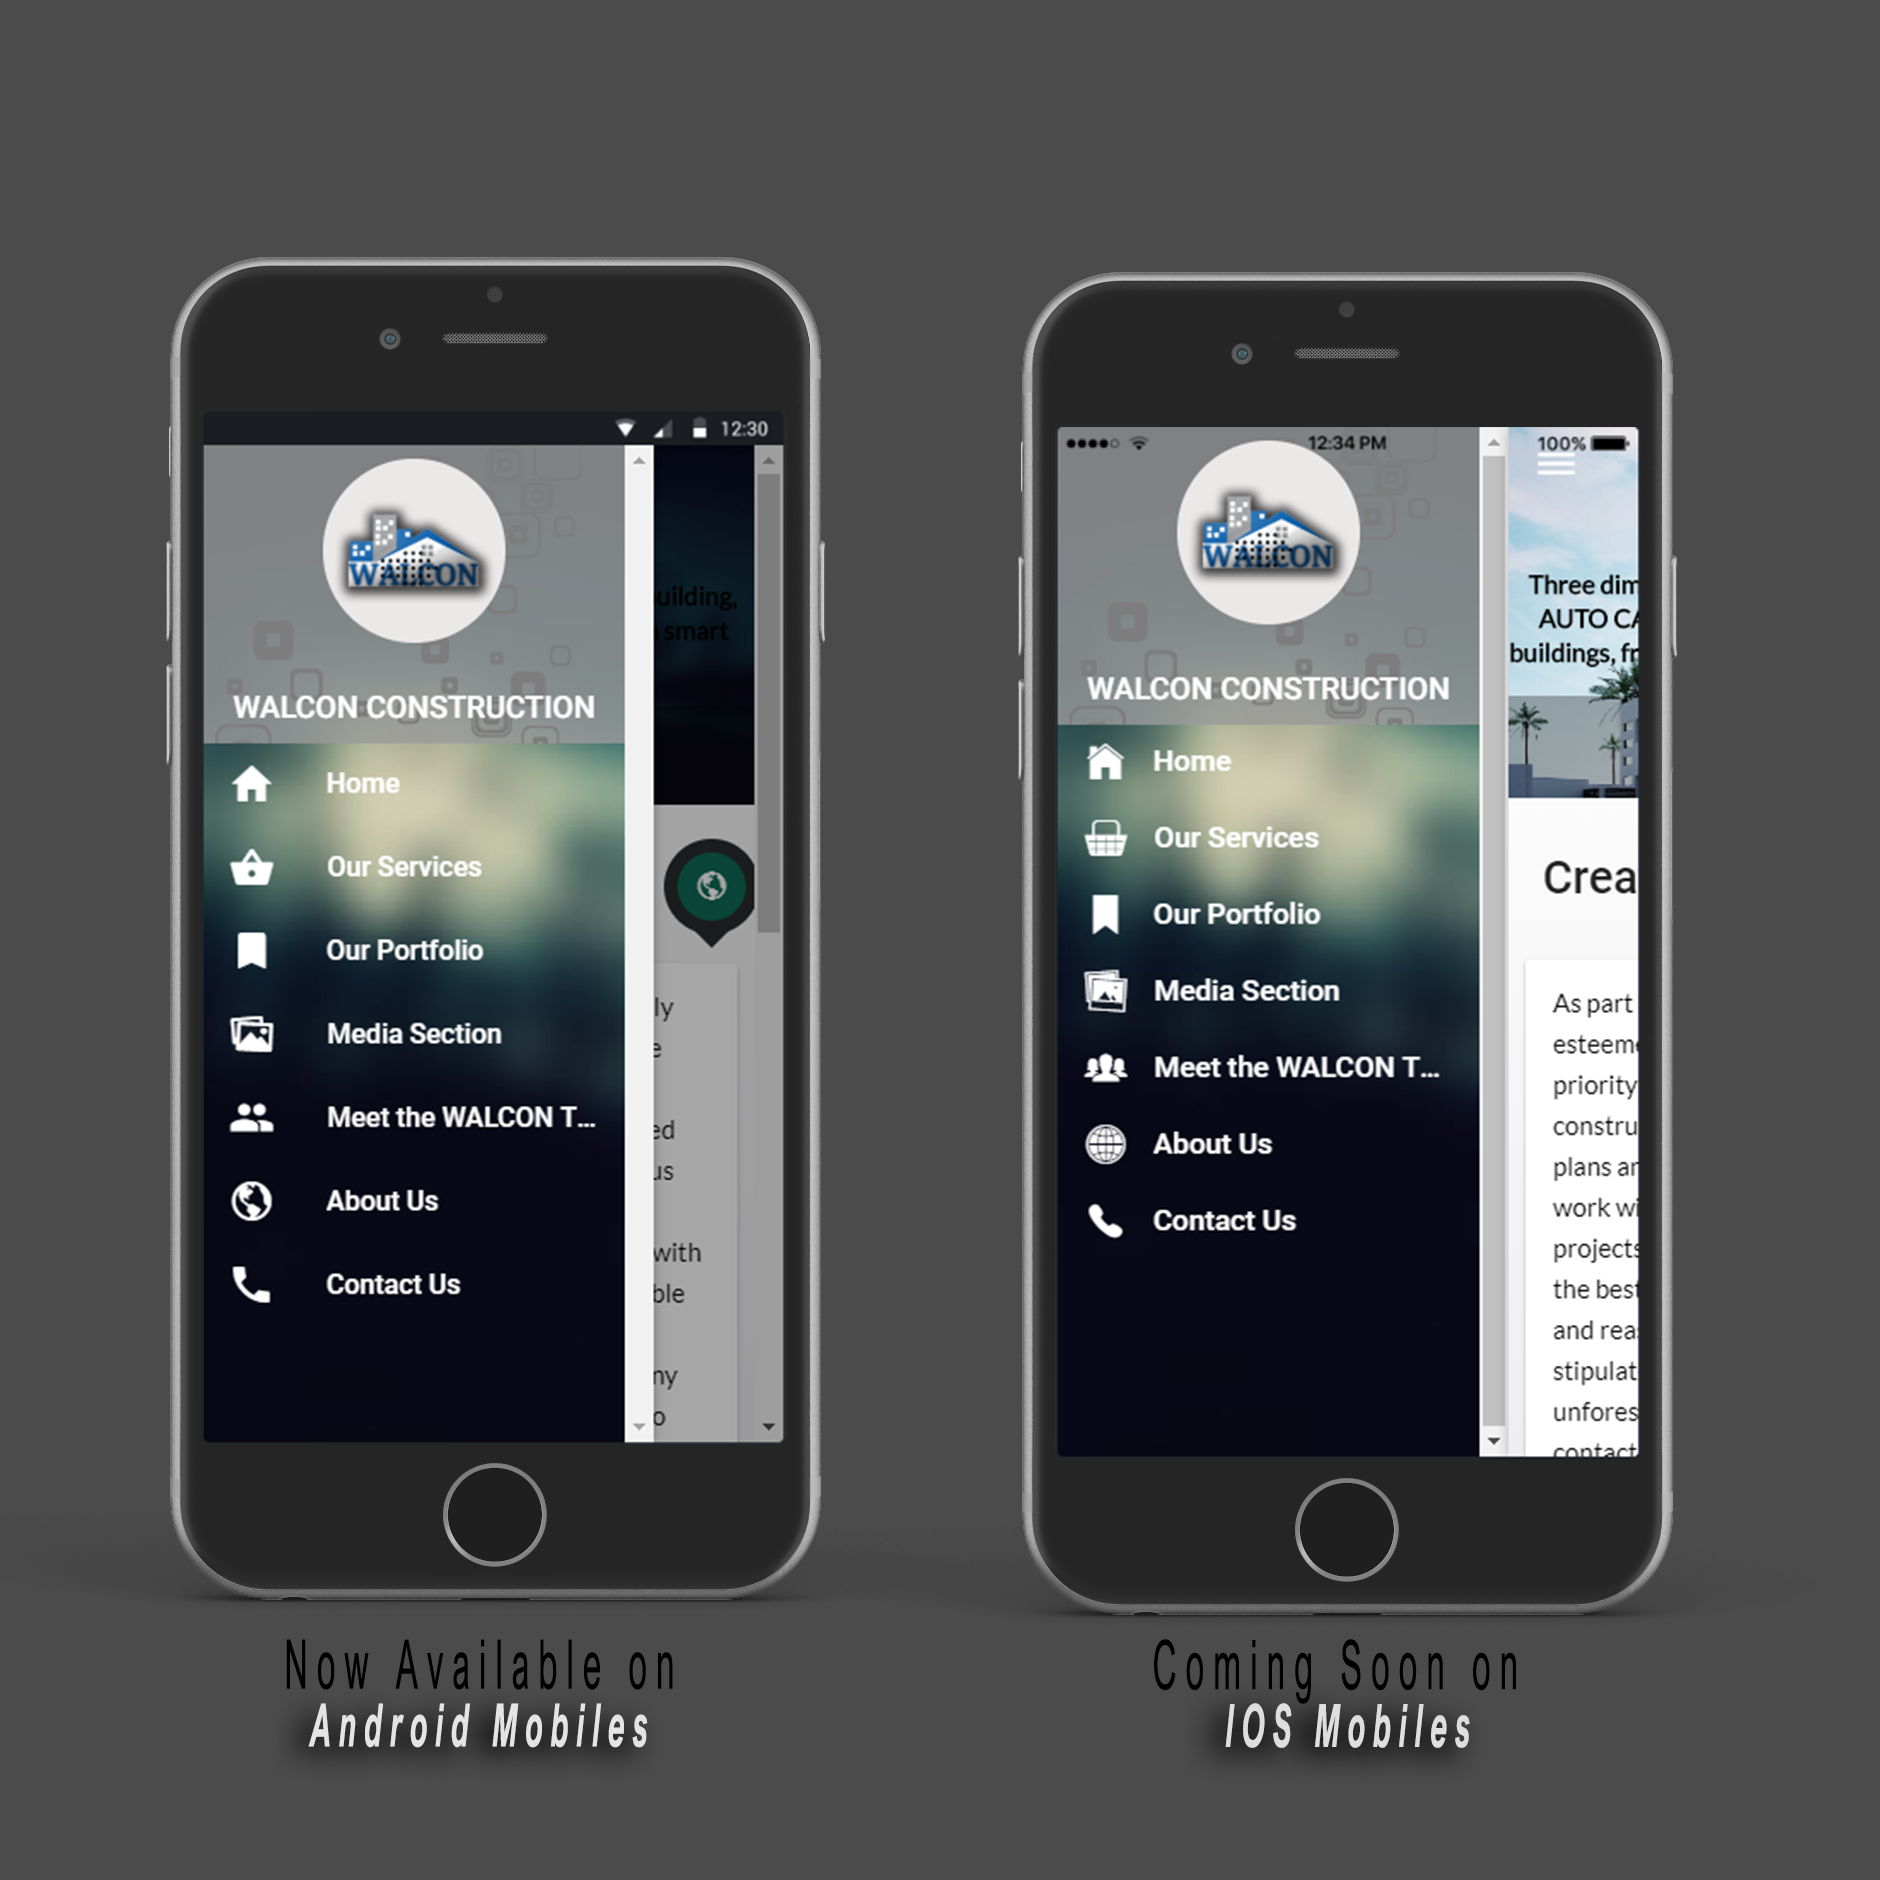 12:30
WALCON
WALCON CONSTRUCTION
Home
Our Services
Our Portfolio
Media Section
Meet the WALCON T...
About Us
Contact Us
uilding,
smart
ly
e
ed
us
with
ble
ny
o
Now Available on
Android Mobiles
12:34 PM
100%
WALCON
WALCON CONSTRUCTION
Home
Our Services
Our Portfolio
Media Section
Meet the WALCON T...
About Us
Contact Us
Three dim
AUTO CA
buildings, fr
Crea
As part
esteeme
priority
constru
plans ar
work wi
projects
the best
and rea
stipulat
unfores
contact
Coming Soon on
IOS Mobiles